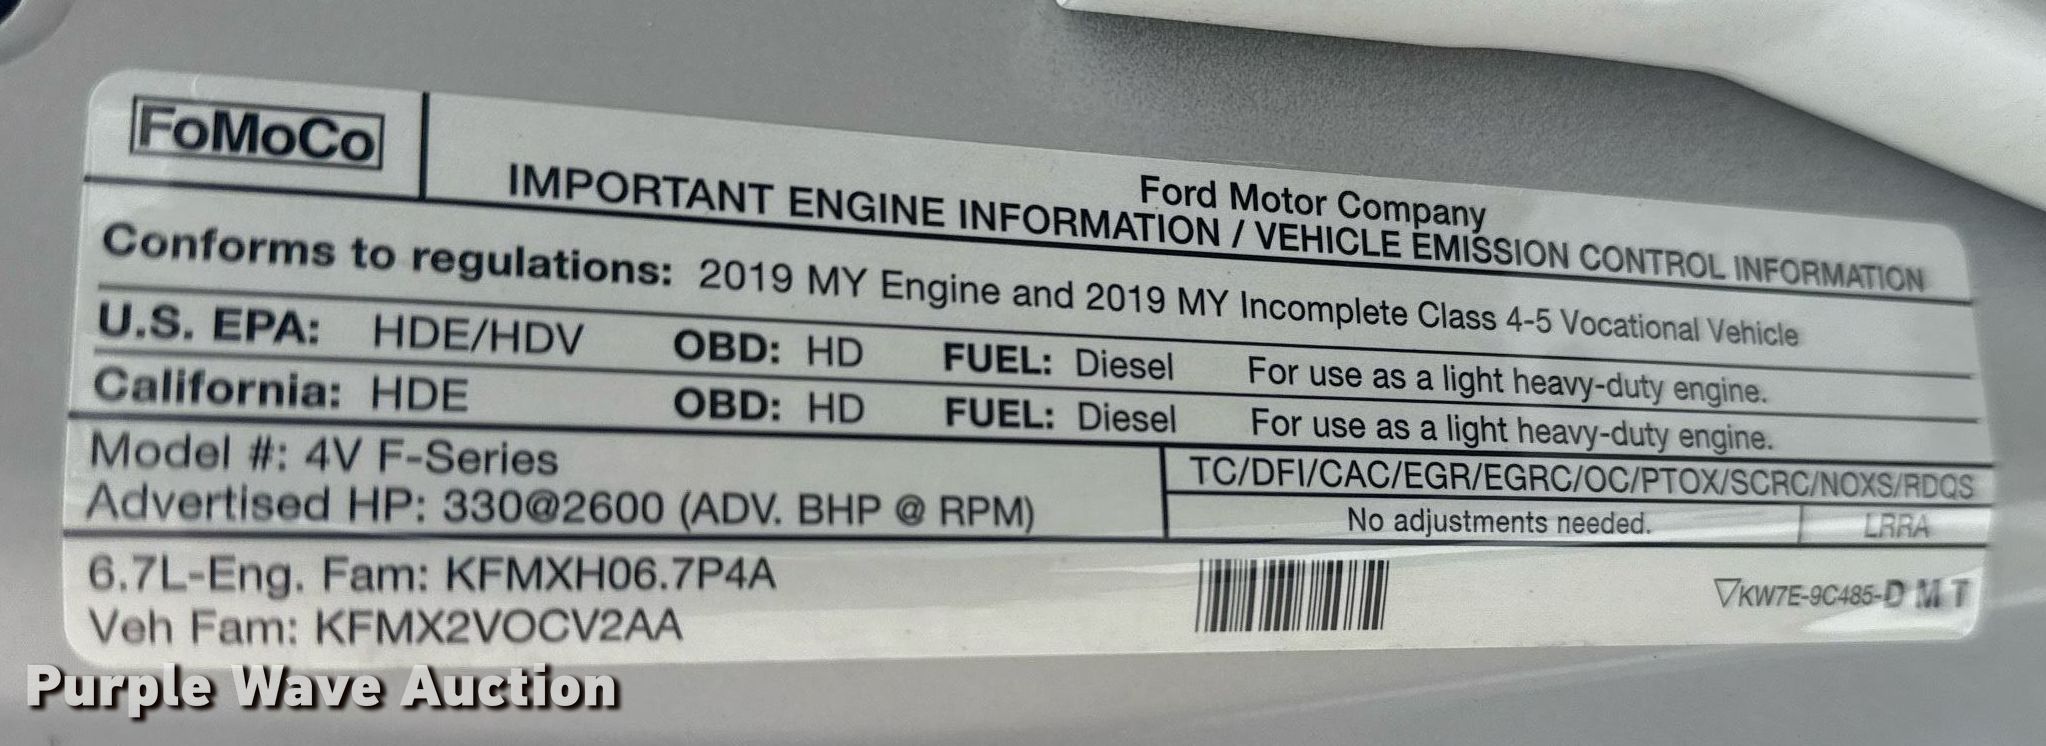 FoMoCo
Ford Motor Company
IMPORTANT ENGINE INFORMATION / VEHICLE EMISSION CONTROL INFORMATION
Conforms to regulations: 2019 MY Engine and 2019 MY Incomplete Class 4-5 Vocational Vehicle
U.S. EPA: HDE/HDV OBD: HD FUEL: Diesel For use as a light heavy-duty engine.
California: HDE OBD: HD FUEL: Diesel For use as a light heavy-duty engine.
Model #: 4V F-Series
Advertised HP: 330@2600 (ADV. BHP @ RPM)
TC/DFI/CAC/EGR/EGRC/OC/PTOX/SCRC/NOXS/RDQS
No adjustments needed. LRRA
6.7L-Eng. Fam: KFMXH06.7P4A
Veh Fam: KFMX2VOCV2AA
▽KW7E-9C485-D M T
Purple Wave Auction